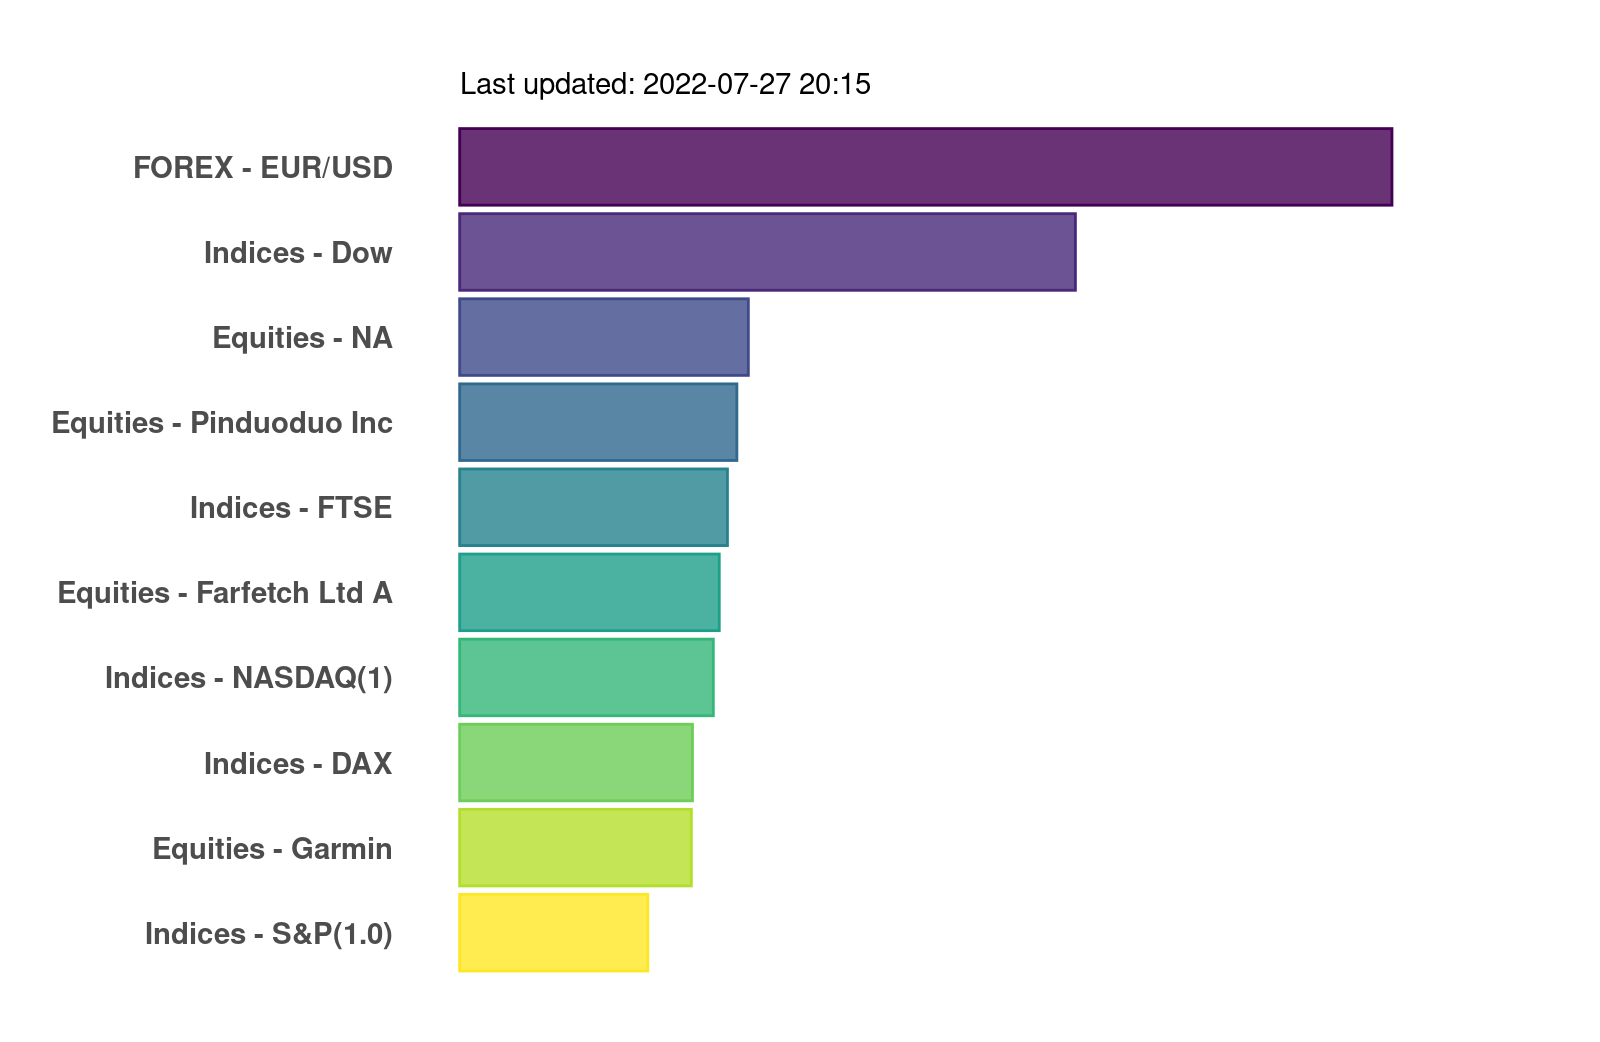 Last updated: 2022-07-27 20:15
FOREX - EUR/USD
Indices - Dow
Equities - NA
Equities - Pinduoduo Inc
Indices - FTSE
Equities - Farfetch Ltd A
Indices - NASDAQ(1)
Indices - DAX
Equities - Garmin
Indices - S&P(1.0)